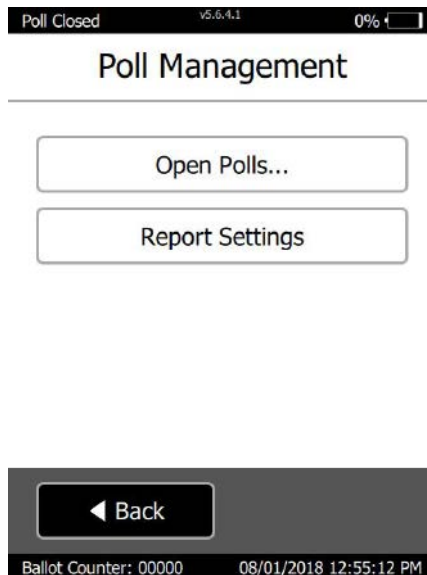 Poll Closed v5.6.4.1 0%
Poll Management
Open Polls...
Report Settings
Back
Ballot Counter: 00000 08/01/2018 12:55:12 PM